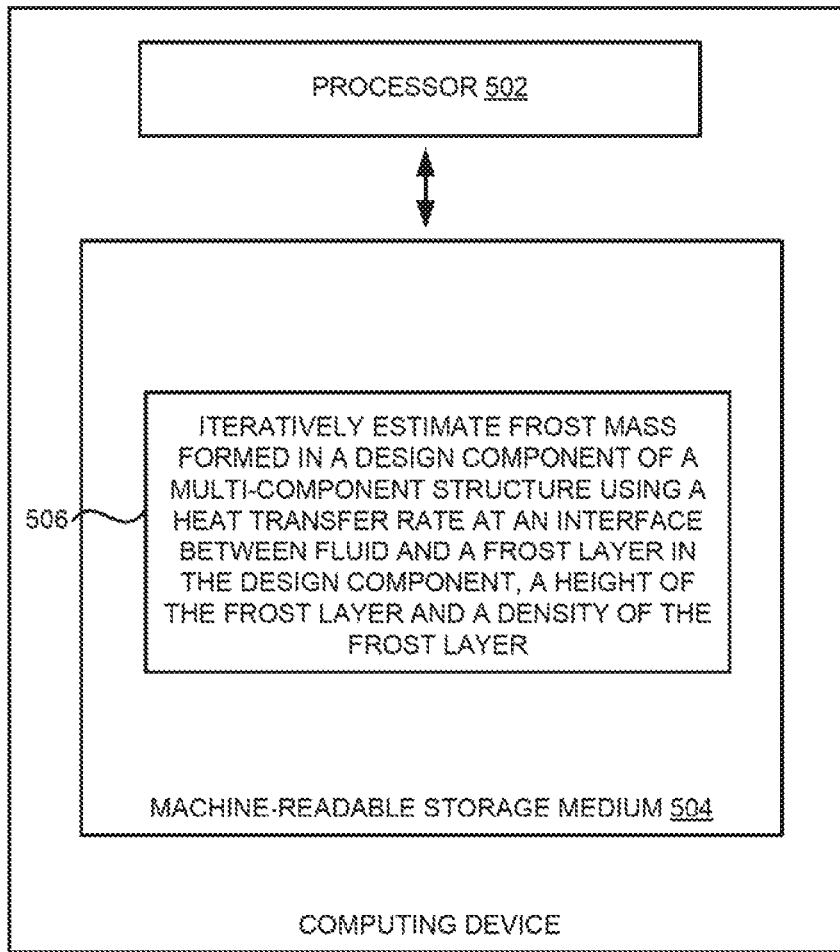 PROCESSOR 502
ITERATIVELY ESTIMATE FROST MASS
FORMED IN A DESIGN COMPONENT OF A
MULTI-COMPONENT STRUCTURE USING A
HEAT TRANSFER RATE AT AN INTERFACE
BETWEEN FLUID AND A FROST LAYER IN
THE DESIGN COMPONENT, A HEIGHT OF
THE FROST LAYER AND A DENSITY OF THE
FROST LAYER
506
MACHINE-READABLE STORAGE MEDIUM 504
COMPUTING DEVICE